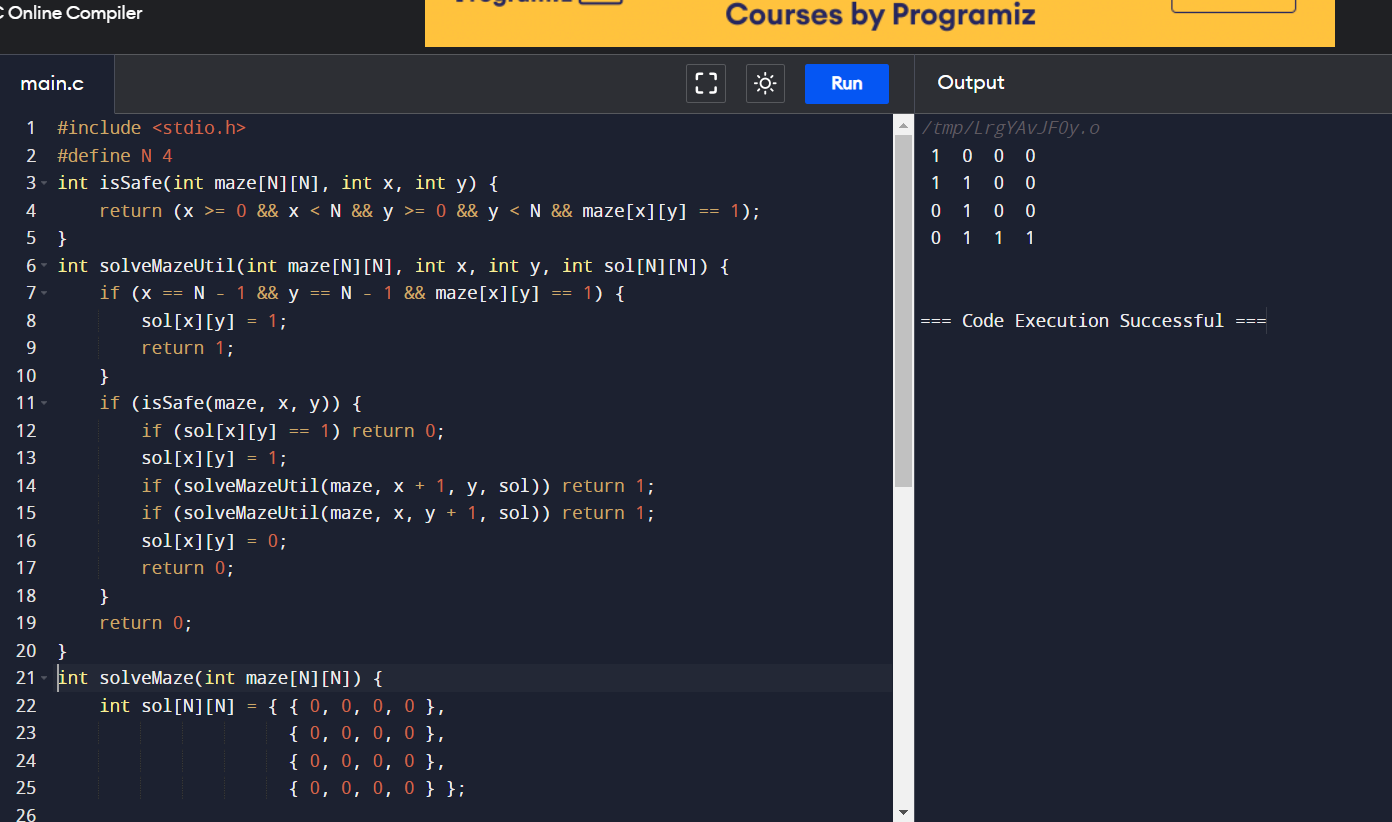 Online Compiler
Courses by Programiz
main.c
Run
Output
1 #include <stdio.h>
2 #define N 4
3 int isSafe(int maze[N][N], int x, int y) {
4     return (x >= 0 && x < N && y >= 0 && y < N && maze[x][y] == 1);
5 }
6 int solveMazeUtil(int maze[N][N], int x, int y, int sol[N][N]) {
7     if (x == N - 1 && y == N - 1 && maze[x][y] == 1) {
8         sol[x][y] = 1;
9         return 1;
10     }
11     if (isSafe(maze, x, y)) {
12         if (sol[x][y] == 1) return 0;
13         sol[x][y] = 1;
14         if (solveMazeUtil(maze, x + 1, y, sol)) return 1;
15         if (solveMazeUtil(maze, x, y + 1, sol)) return 1;
16         sol[x][y] = 0;
17         return 0;
18     }
19     return 0;
20 }
21 int solveMaze(int maze[N][N]) {
22     int sol[N][N] = { { 0, 0, 0, 0 },
23                       { 0, 0, 0, 0 },
24                       { 0, 0, 0, 0 },
25                       { 0, 0, 0, 0 } };
26
/tmp/LrgYAvJFOy.o
1 0 0 0
1 1 0 0
0 1 0 0
0 1 1 1
=== Code Execution Successful ===